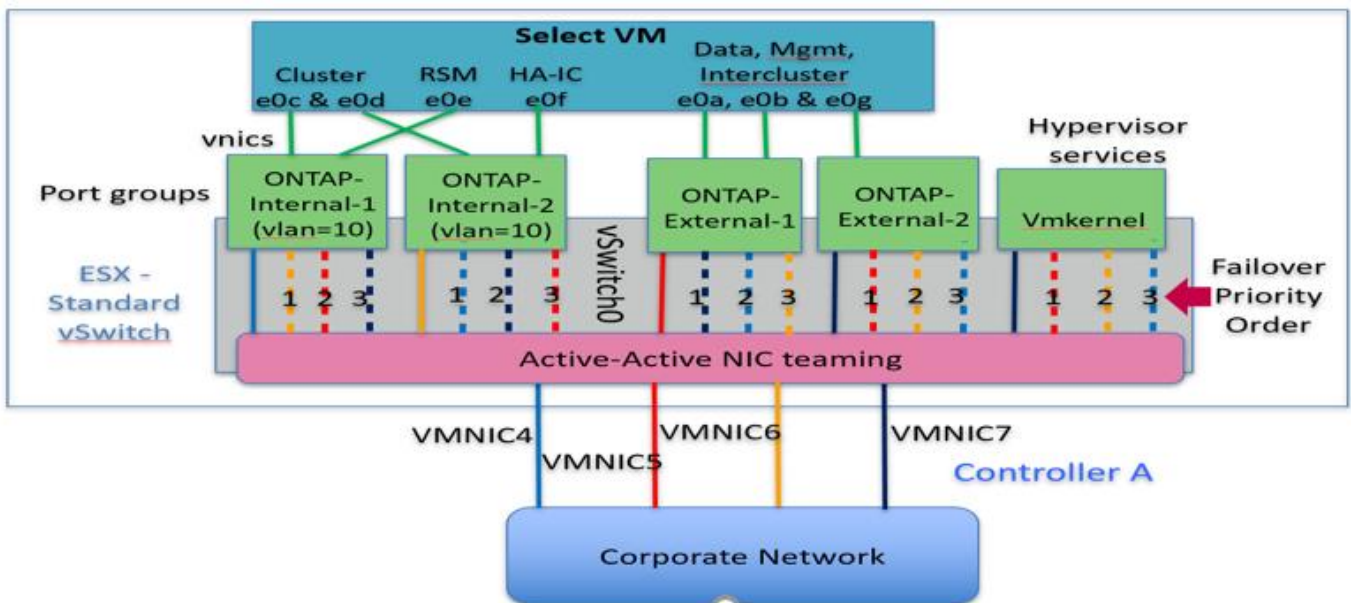 Select VM
Cluster
e0c & e0d
RSM
e0e
HA-IC
e0f
Data, Mgmt,
Intercluster
e0a, e0b & e0g
vnics
Hypervisor
services
Port groups
ONTAP-
Internal-1
(vlan=10)
ONTAP-
Internal-2
(vlan=10)
ONTAP-
External-1
ONTAP-
External-2
Vmkernel
ESX -
Standard
vSwitch
vSwitch0
1 2 3
1 2 3
1 2 3
1 2 3
1 2 3
Failover
Priority
Order
Active-Active NIC teaming
VMNIC4
VMNIC5
VMNIC6
VMNIC7
Controller A
Corporate Network